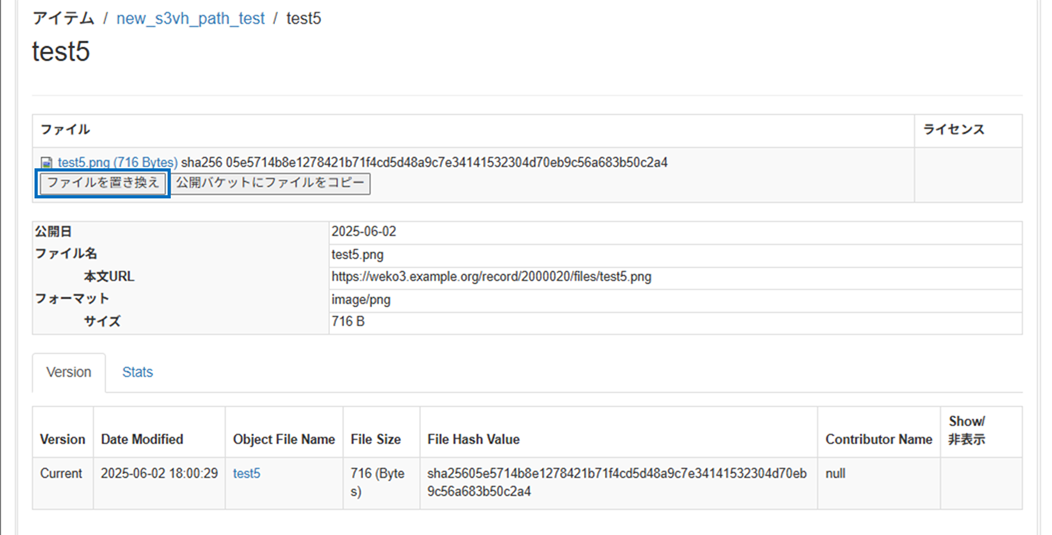 アイテム / new_s3vh_path_test / test5
test5
ファイル ライセンス
test5.png (716 Bytes) sha256 05e5714b8e1278421b71f4cd5d48a9c7e34141532304d70eb9c56a683b50c2a4
ファイルを置き換え 公開バケットにファイルをコピー
公開日 2025-06-02
ファイル名 test5.png
本文URL https://weko3.example.org/record/2000020/files/test5.png
フォーマット image/png
サイズ 716 B
Version Stats
Version Date Modified Object File Name File Size File Hash Value Contributor Name Show/
非表示
Current 2025-06-02 18:00:29 test5 716 (Byte sha25605e5714b8e1278421b71f4cd5d48a9c7e34141532304d70eb null
s) 9c56a683b50c2a4